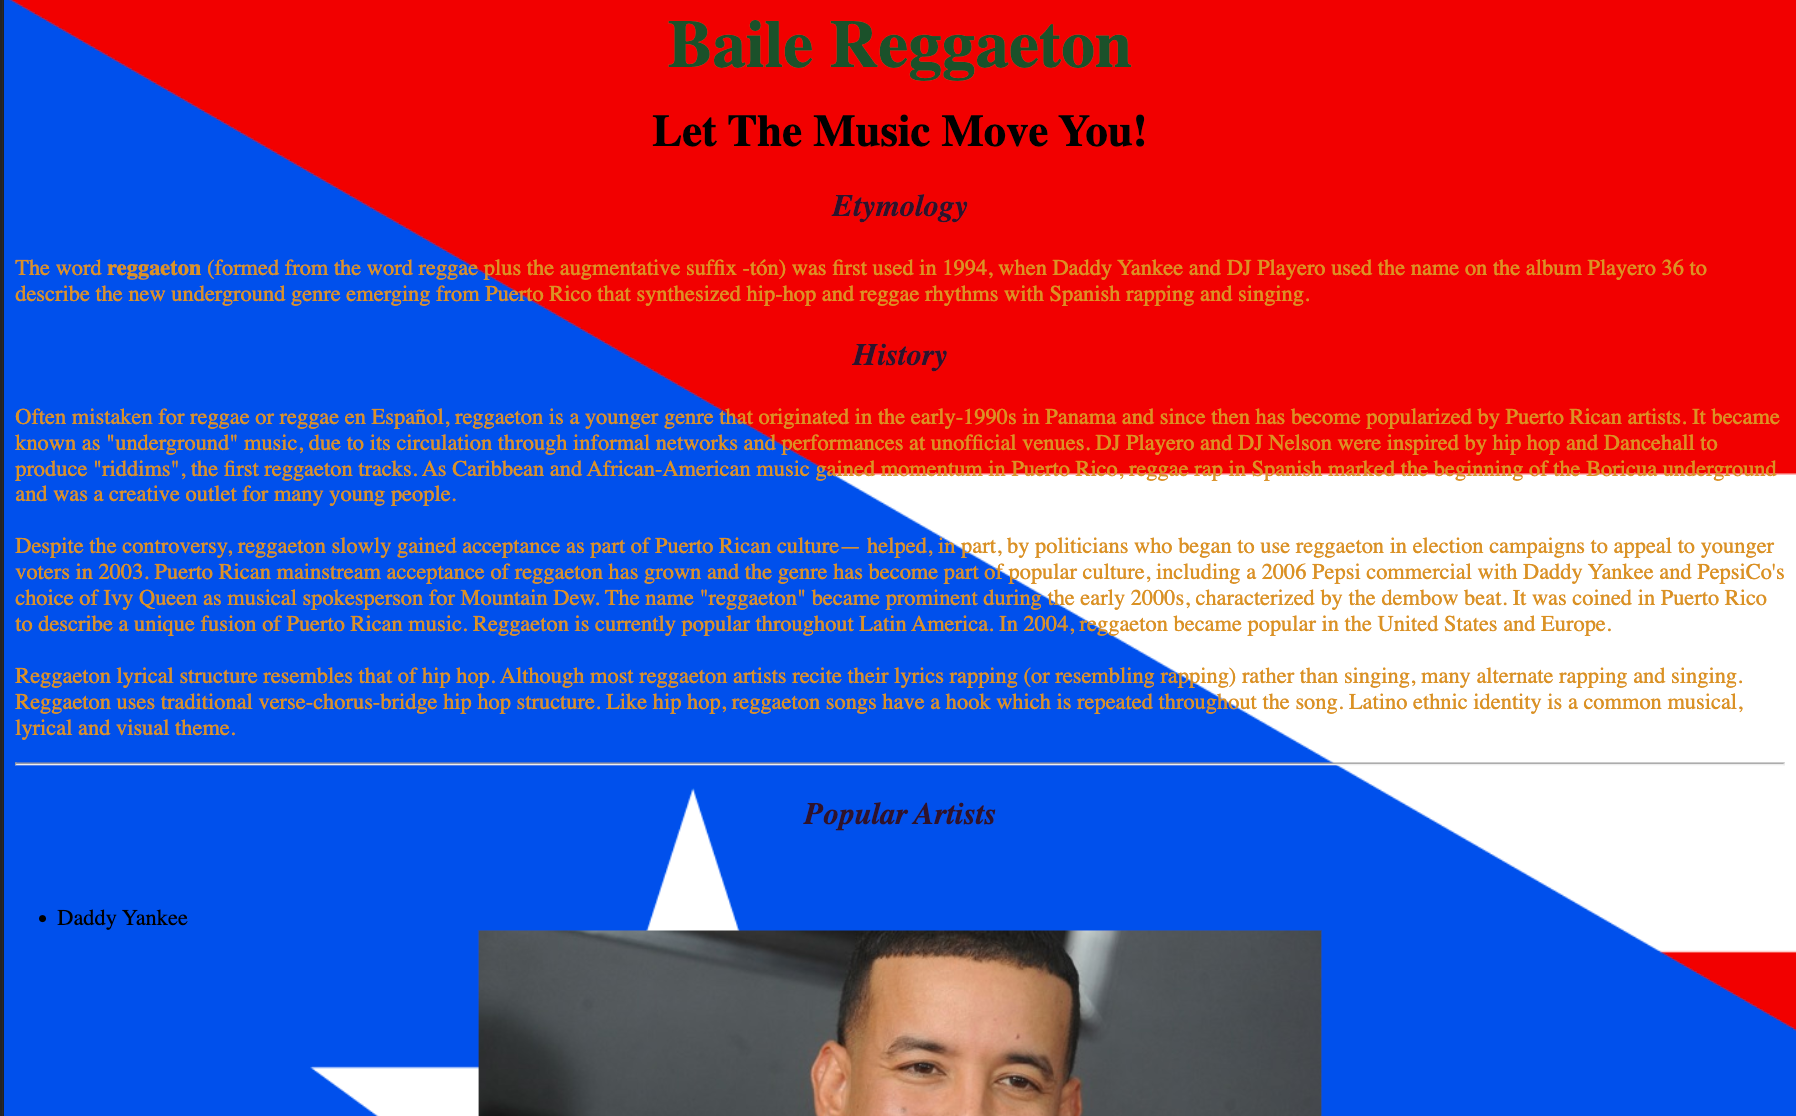 Baile Reggaeton
Let The Music Move You!
Etymology
The word reggaeton (formed from the word reggae plus the augmentative suffix -tón) was first used in 1994, when Daddy Yankee and DJ Playero used the name on the album Playero 36 to
describe the new underground genre emerging from Puerto Rico that synthesized hip-hop and reggae rhythms with Spanish rapping and singing.
History
Often mistaken for reggae or reggae en Español, reggaeton is a younger genre that originated in the early-1990s in Panama and since then has become popularized by Puerto Rican artists. It became
known as "underground" music, due to its circulation through informal networks and performances at unofficial venues. DJ Playero and DJ Nelson were inspired by hip hop and Dancehall to
produce "riddims", the first reggaeton tracks. As Caribbean and African-American music gained momentum in Puerto Rico, reggae rap in Spanish marked the beginning of the Boricua underground
and was a creative outlet for many young people.
Despite the controversy, reggaeton slowly gained acceptance as part of Puerto Rican culture— helped, in part, by politicians who began to use reggaeton in election campaigns to appeal to younger
voters in 2003. Puerto Rican mainstream acceptance of reggaeton has grown and the genre has become part of popular culture, including a 2006 Pepsi commercial with Daddy Yankee and PepsiCo's
choice of Ivy Queen as musical spokesperson for Mountain Dew. The name "reggaeton" became prominent during the early 2000s, characterized by the dembow beat. It was coined in Puerto Rico
to describe a unique fusion of Puerto Rican music. Reggaeton is currently popular throughout Latin America. In 2004, reggaeton became popular in the United States and Europe.
Reggaeton lyrical structure resembles that of hip hop. Although most reggaeton artists recite their lyrics rapping (or resembling rapping) rather than singing, many alternate rapping and singing.
Reggaeton uses traditional verse-chorus-bridge hip hop structure. Like hip hop, reggaeton songs have a hook which is repeated throughout the song. Latino ethnic identity is a common musical,
lyrical and visual theme.
Popular Artists
• Daddy Yankee